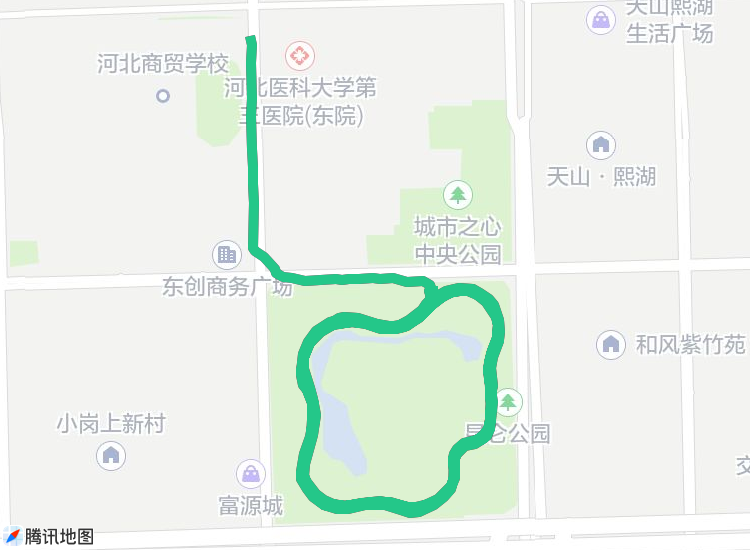 天山熙湖
生活广场
河北商贸学校
河北医科大学第
三医院(东院)
天山·熙湖
城市之心
中央公园
东创商务广场
和风紫竹苑
小岗上新村
昆仑公园
交
富源城
腾讯地图